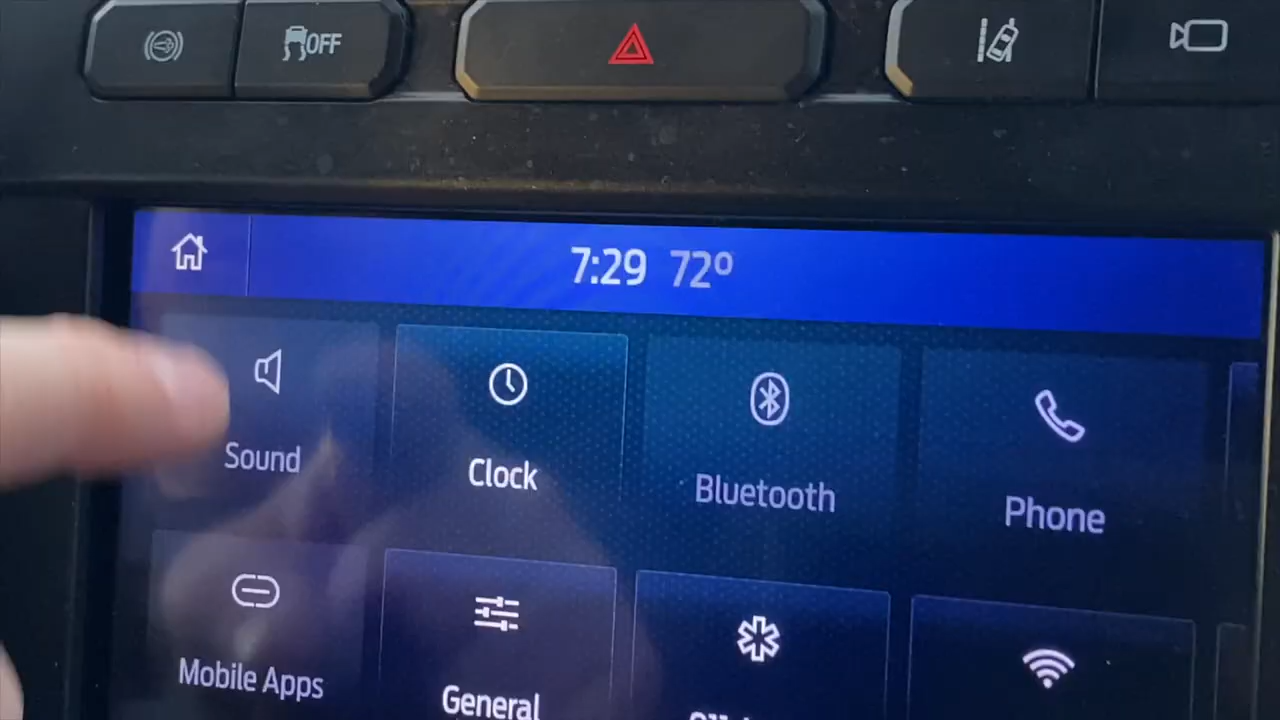 OFF
7:29 72º
Sound
Clock
Bluetooth
Phone
Mobile Apps
General